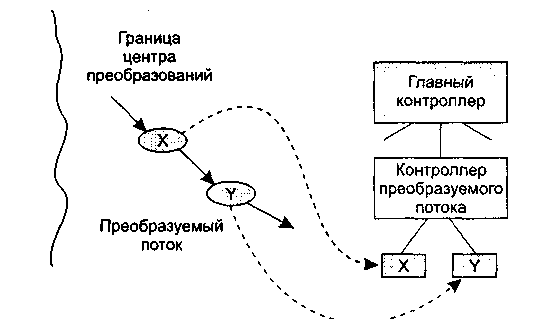 Граница
центра
преобразований
X
Y
Преобразуемый
поток
Главный
контроллер
Контроллер
преобразуемого
потока
X
Y